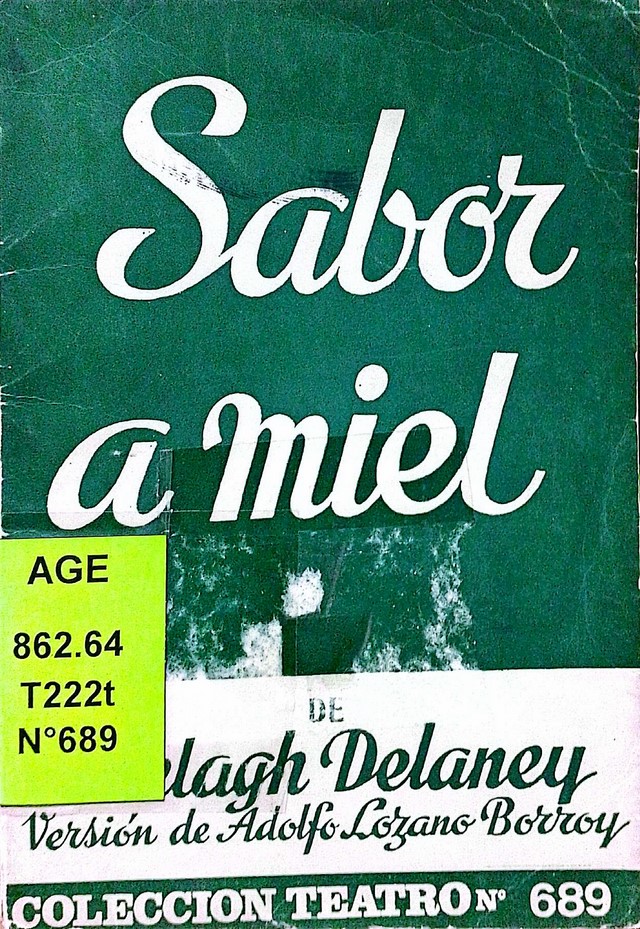 Sabor
a miel
AGE
862.64
T222t
N°689
DE
elagh Delaney
Versión de Adolfo Lozano Borroy
COLECCION TEATRO Nº 689